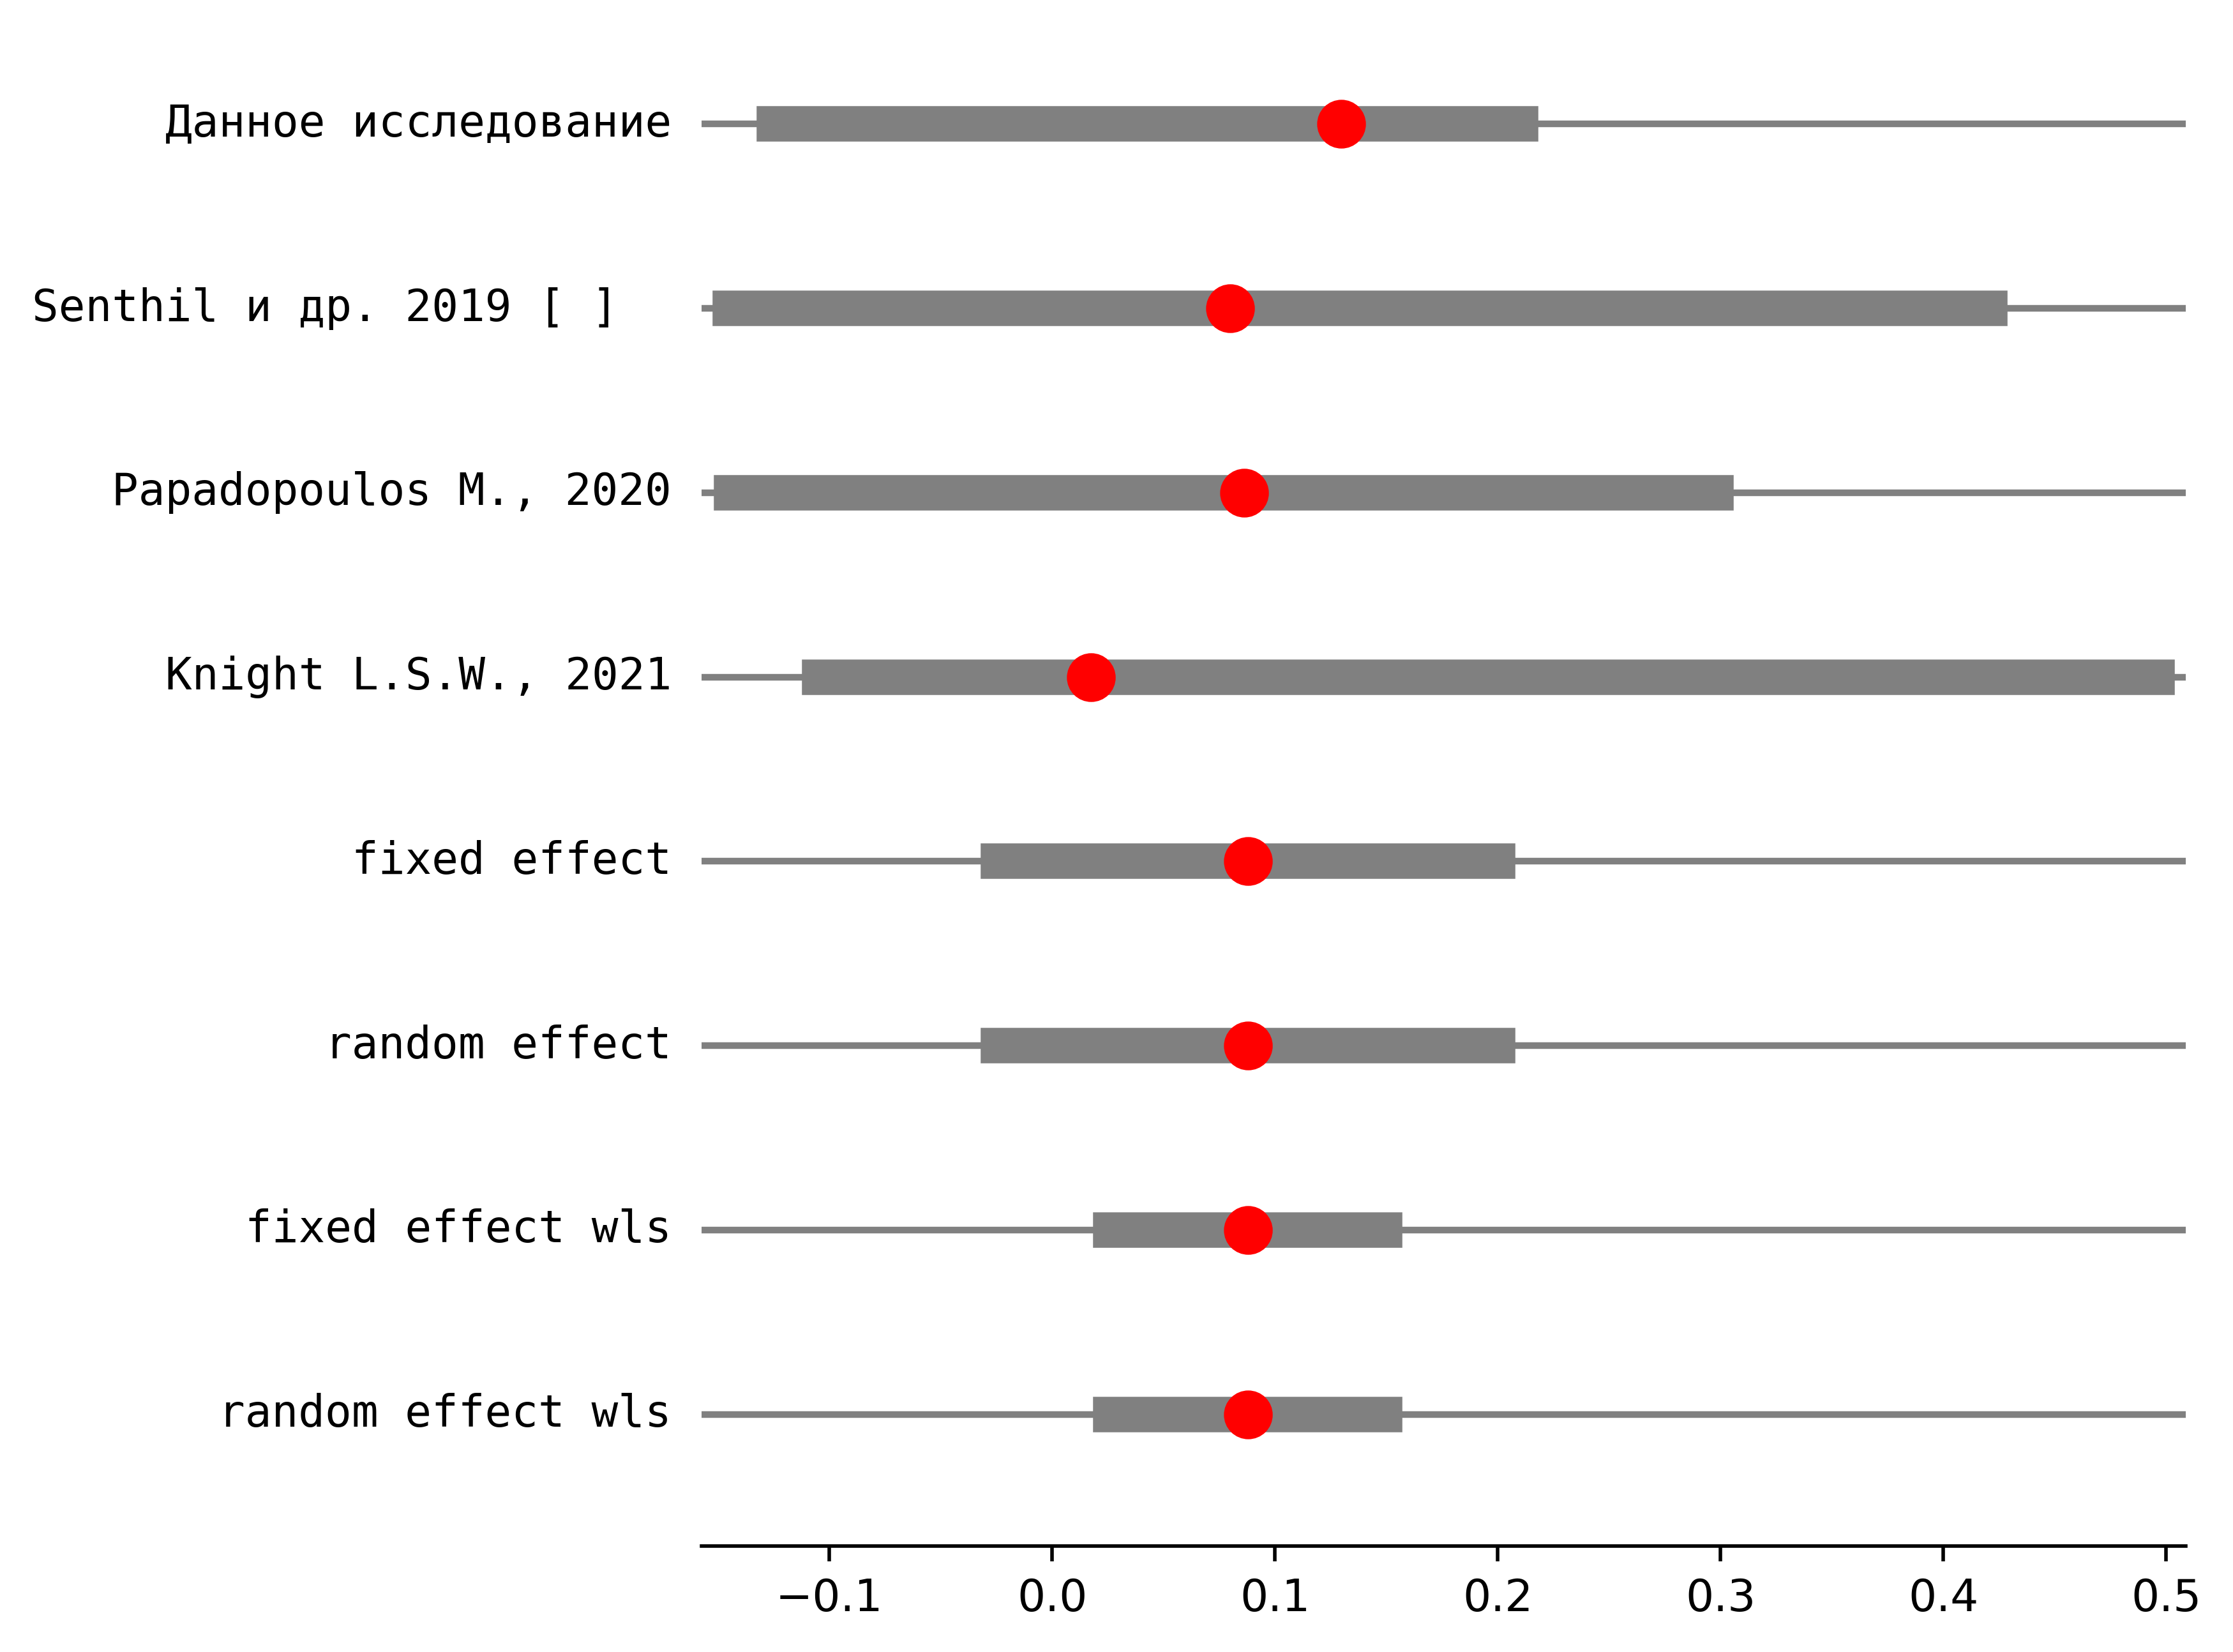 Данное исследование
Senthil и др. 2019 [ ]
Papadopoulos M., 2020
Knight L.S.W., 2021
fixed effect
random effect
fixed effect wls
random effect wls
−0.1 0.0 0.1 0.2 0.3 0.4 0.5